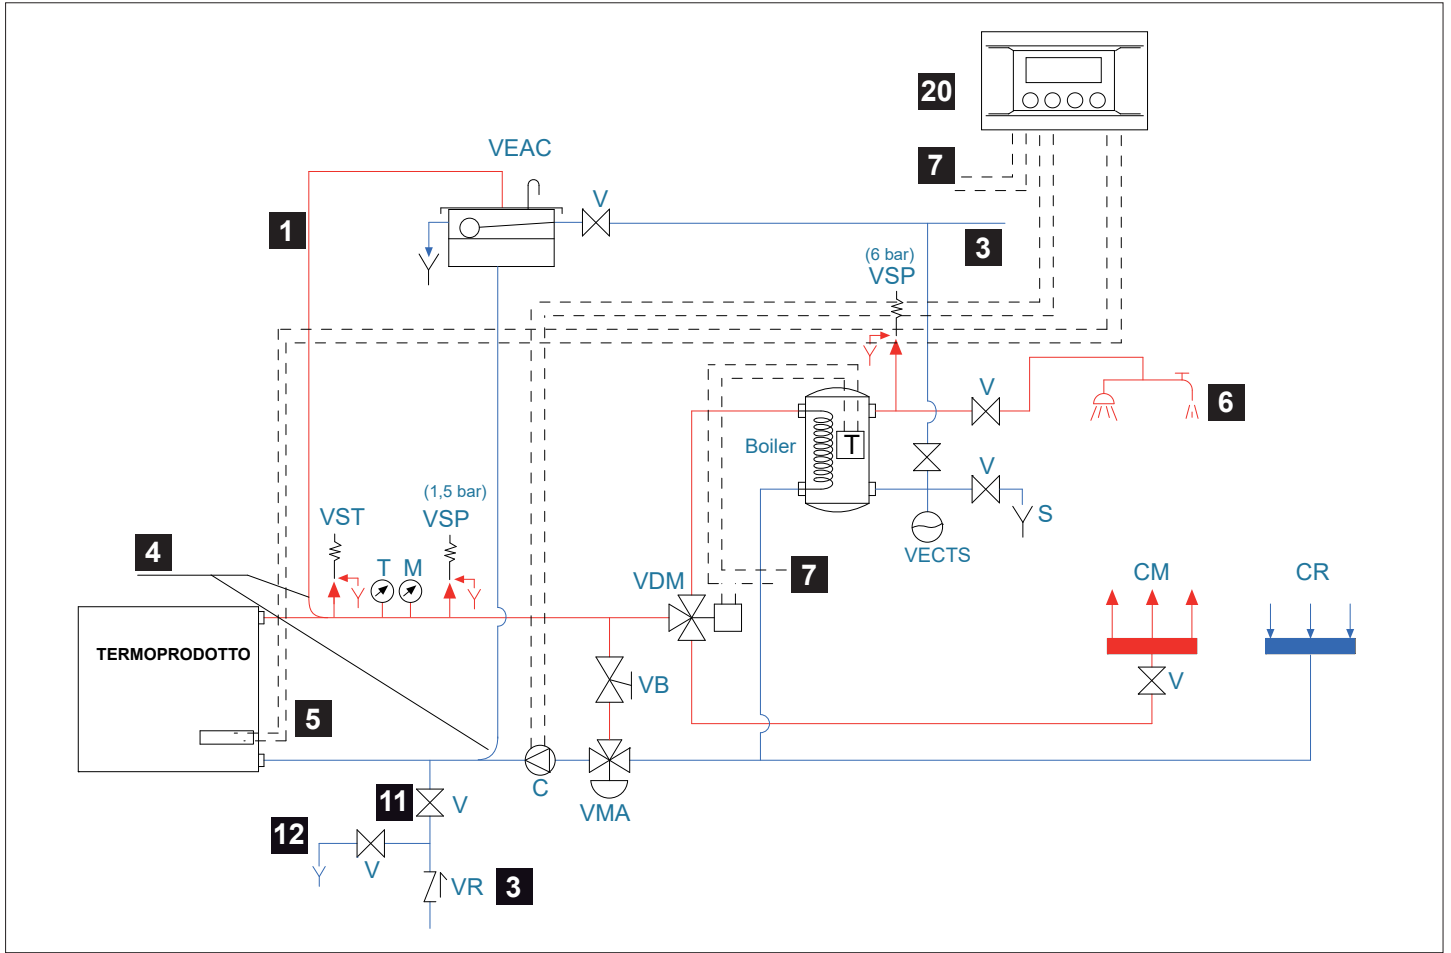 20
7
VEAC
V
1
3
(6 bar)
VSP
V
6
Boiler
T
(1,5 bar)
V
VST
VSP
S
4
VECTS
T
M
7
CM
CR
VDM
TERMOPRODOTTO
VB
V
5
C
11
V
VMA
12
V
VR
3